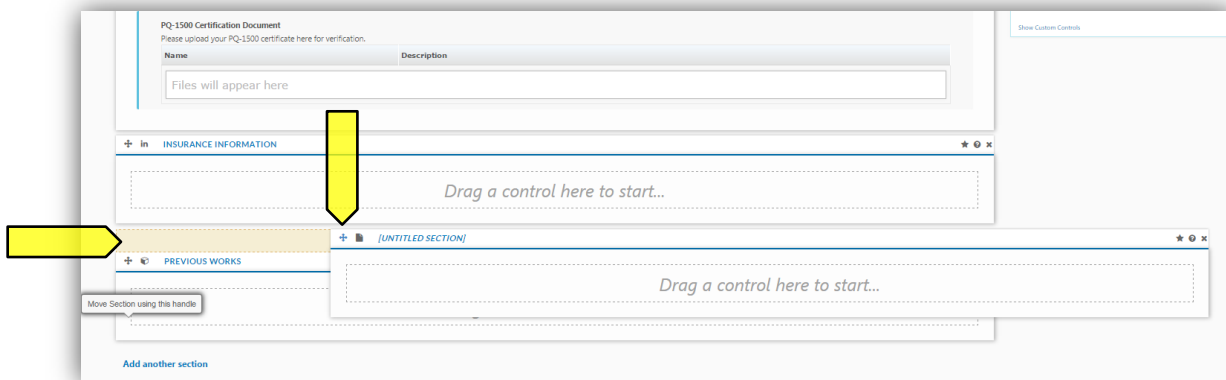 PQ-1500 Certification Document
Please upload your PQ-1500 certificate here for verification.
Name Description
Files will appear here
Show Custom Controls
in INSURANCE INFORMATION
Drag a control here to start...
[UNTITLED SECTION]
PREVIOUS WORKS
Drag a control here to start...
Move Section using this handle
Add another section